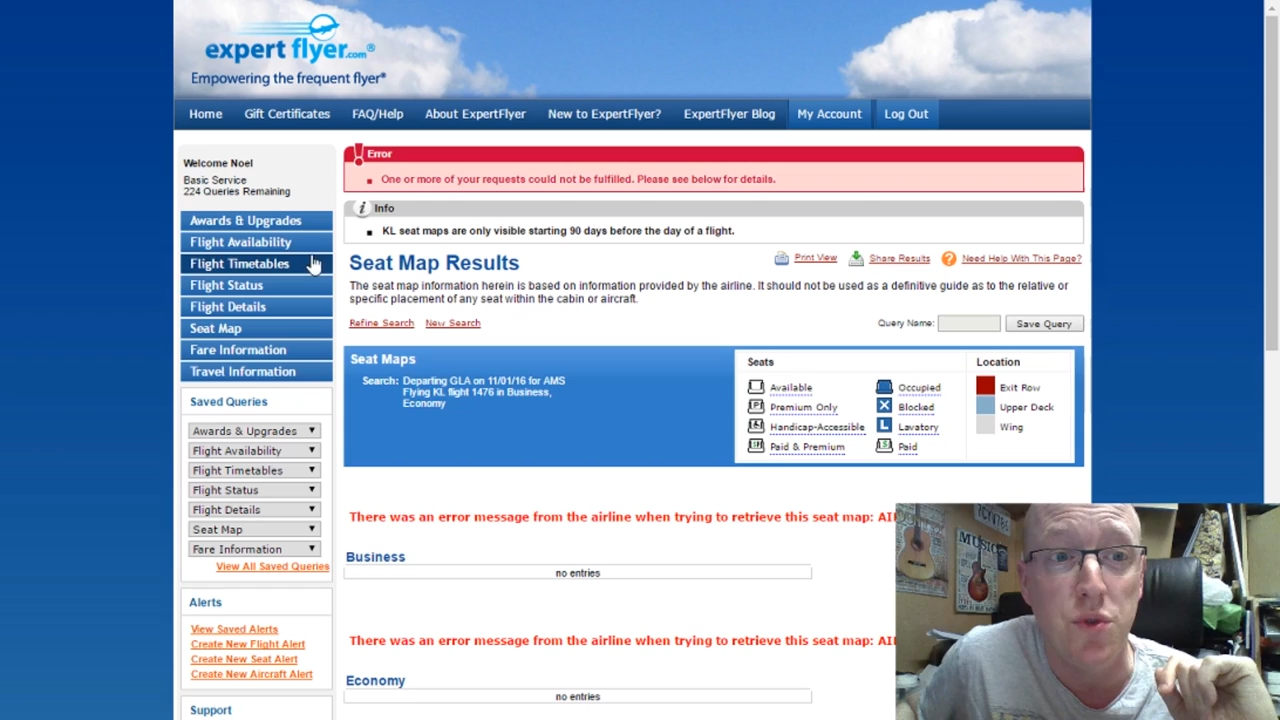 expert flyer.com®
Empowering the frequent flyer®
Home Gift Certificates FAQ/Help About ExpertFlyer New to ExpertFlyer? ExpertFlyer Blog My Account Log Out
Welcome Noel
Basic Service
224 Queries Remaining
Awards & Upgrades
Flight Availability
Flight Timetables
Flight Status
Flight Details
Seat Map
Fare Information
Travel Information
Saved Queries
Awards & Upgrades
Flight Availability
Flight Timetables
Flight Status
Flight Details
Seat Map
Fare Information
View All Saved Queries
Alerts
View Saved Alerts
Create New Flight Alert
Create New Seat Alert
Create New Aircraft Alert
Support
Error
One or more of your requests could not be fulfilled. Please see below for details.
Info
KL seat maps are only visible starting 90 days before the day of a flight.
Seat Map Results
Print View Share Results Need Help With This Page?
The seat map information herein is based on information provided by the airline. It should not be used as a definitive guide as to the relative or
specific placement of any seat within the cabin or aircraft.
Refine Search New Search
Query Name: Save Query
Seat Maps
Search: Departing GLA on 11/01/16 for AMS
Flying KL flight 1476 in Business,
Economy
Seats
Available Occupied
Premium Only Blocked
Handicap-Accessible Lavatory
Paid & Premium Paid
Location
Exit Row
Upper Deck
Wing
There was an error message from the airline when trying to retrieve this seat map:
Business
no entries
There was an error message from the airline when trying to retrieve this seat map:
Economy
no entries
MUSIC